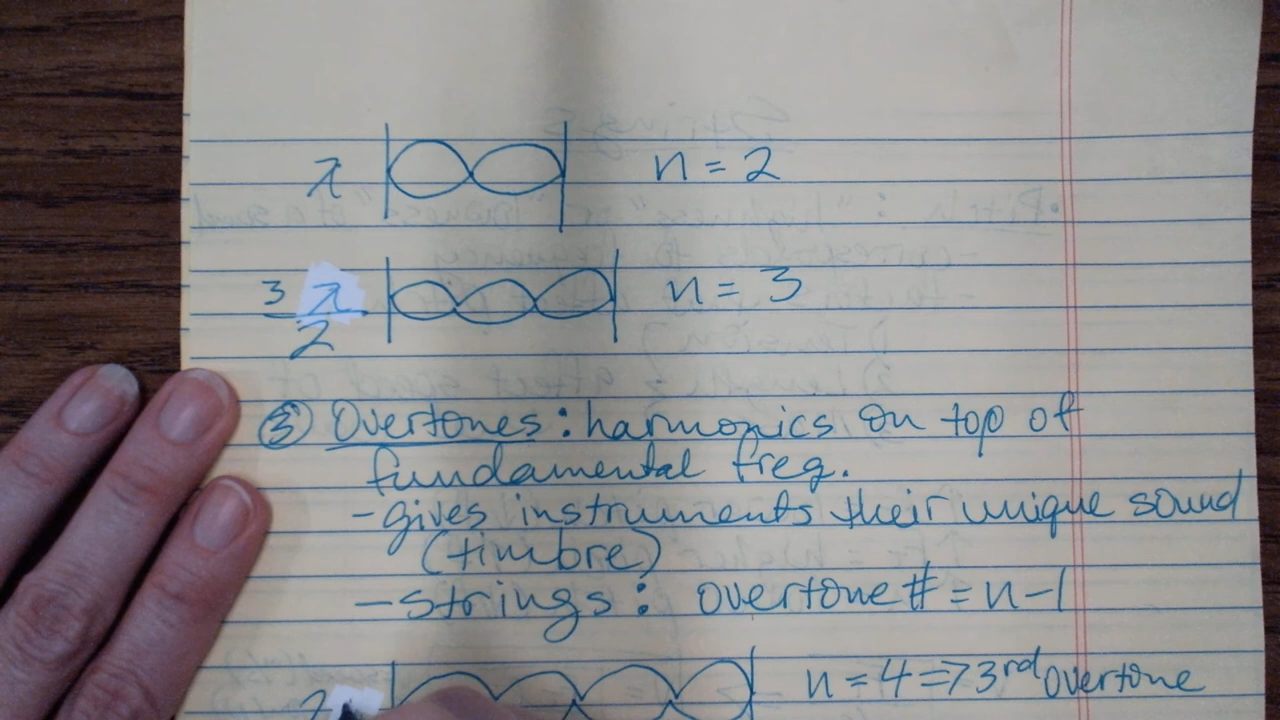 λ n = 2
3 λ n = 3
2
③ Overtones : harmonics on top of
fundamental freq.
- gives instruments their unique sound
(timbre)
- strings : overtone # = n - 1
2 n = 4 => 3rd overtone